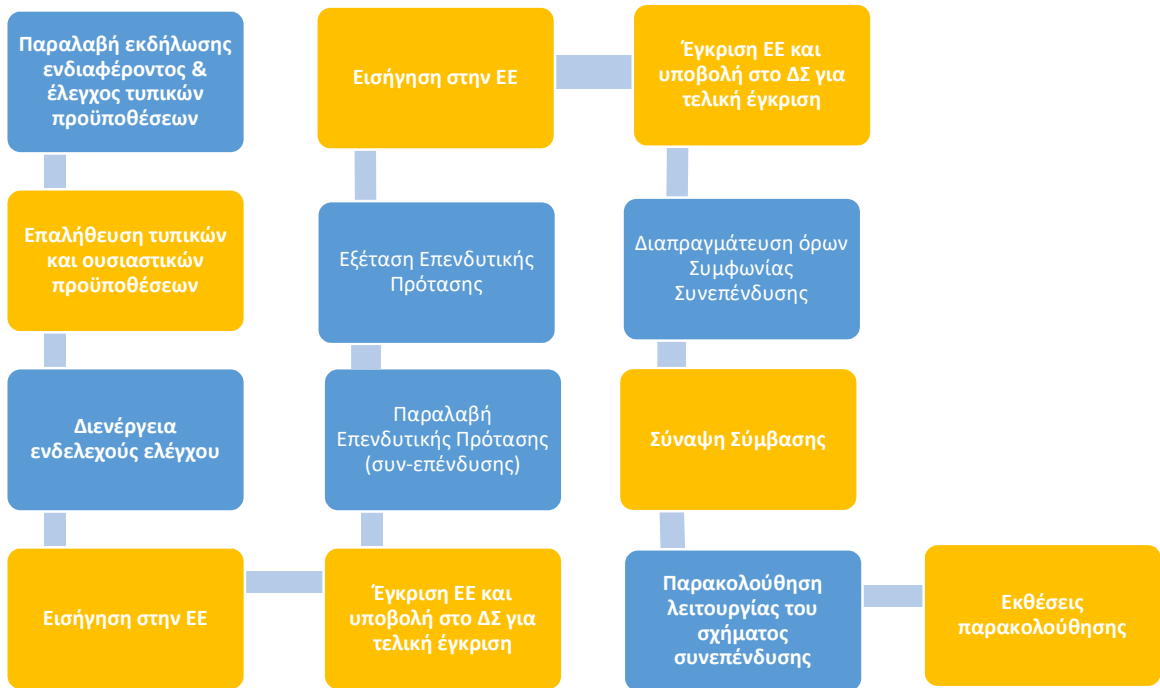 Παραλαβή εκδήλωσης
ενδιαφέροντος &
έλεγχος τυπικών
προϋποθέσεων
Επαλήθευση τυπικών
και ουσιαστικών
προϋποθέσεων
Διενέργεια
ενδελεχούς ελέγχου
Εισήγηση στην ΕΕ
Έγκριση ΕΕ και
υποβολή στο ΔΣ για
τελική έγκριση
Παραλαβή
Επενδυτικής Πρότασης
(συν-επένδυσης)
Εξέταση Επενδυτικής
Πρότασης
Εισήγηση στην ΕΕ
Έγκριση ΕΕ και
υποβολή στο ΔΣ για
τελική έγκριση
Διαπραγμάτευση όρων
Συμφωνίας
Συνεπένδυσης
Σύναψη Σύμβασης
Παρακολούθηση
λειτουργίας του
σχήματος
συνεπένδυσης
Εκθέσεις
παρακολούθησης